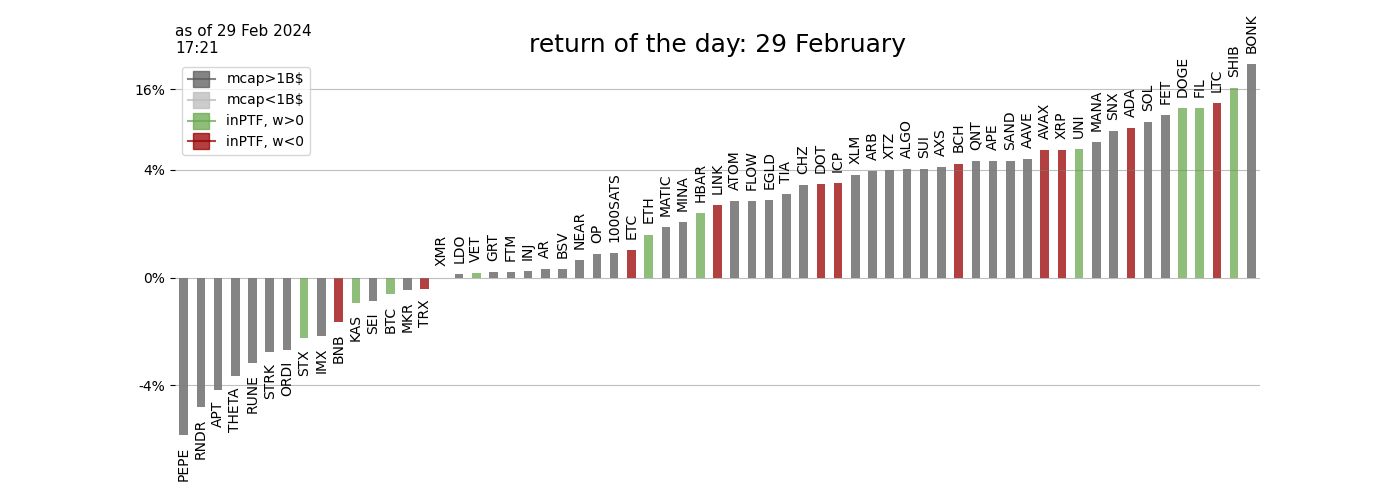 as of 29 Feb 2024
17:21
return of the day: 29 February
mcap>1B$
mcap<1B$
inPTF, w>0
inPTF, w<0
16%
4%
0%
-4%
PEPE
RNDR
APT
THETA
RUNE
STRK
ORDI
STX
IMX
BNB
KAS
SEI
BTC
MKR
TRX
XMR
LDO
VET
GRT
FTM
INJ
AR
BSV
NEAR
OP
1000SATS
ETC
ETH
MATIC
MINA
HBAR
LINK
ATOM
FLOW
EGLD
TIA
CHZ
DOT
ICP
XLM
ARB
XTZ
ALGO
SUI
AXS
BCH
QNT
APE
SAND
AAVE
AVAX
XRP
UNI
MANA
SNX
ADA
SOL
FET
DOGE
FIL
LTC
SHIB
BONK